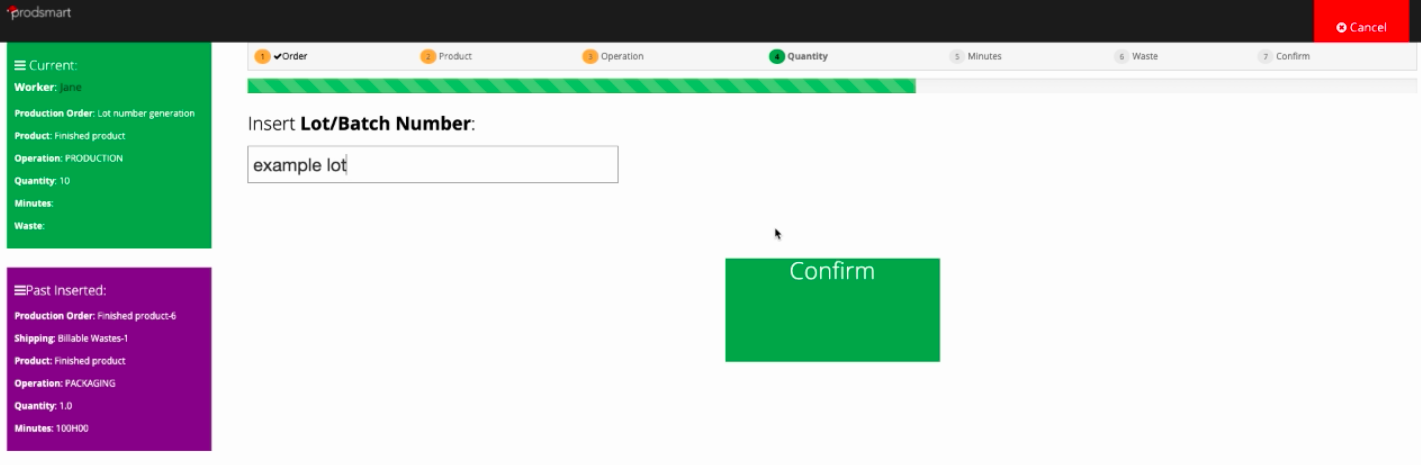 prodsmart
Cancel
1 Order 2 Product 3 Operation 4 Quantity 5 Minutes 6 Waste 7 Confirm
Current:
Worker: Jane
Production Order: Lot number generation
Product: Finished product
Operation: PRODUCTION
Quantity: 10
Minutes:
Waste:
Insert Lot/Batch Number:
example lot
Confirm
Past Inserted:
Production Order: Finished product-6
Shipping: Billable Wastes-1
Product: Finished product
Operation: PACKAGING
Quantity: 1.0
Minutes: 100H00